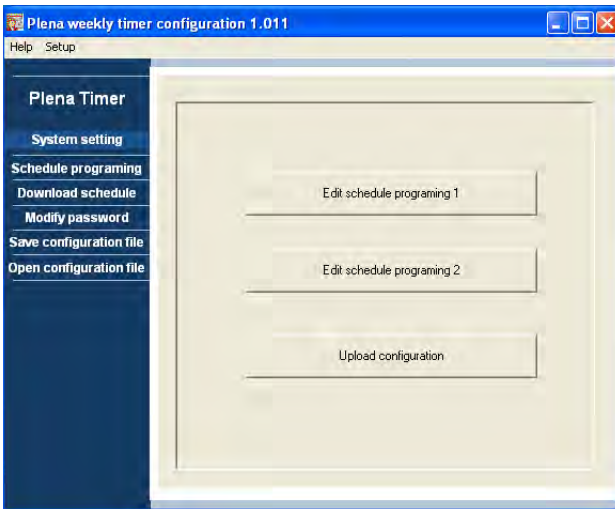 Plena weekly timer configuration 1.011
Help Setup
Plena Timer
System setting
Schedule programing
Download schedule
Modify password
Save configuration file
Open configuration file
Edit schedule programing 1
Edit schedule programing 2
Upload configuration